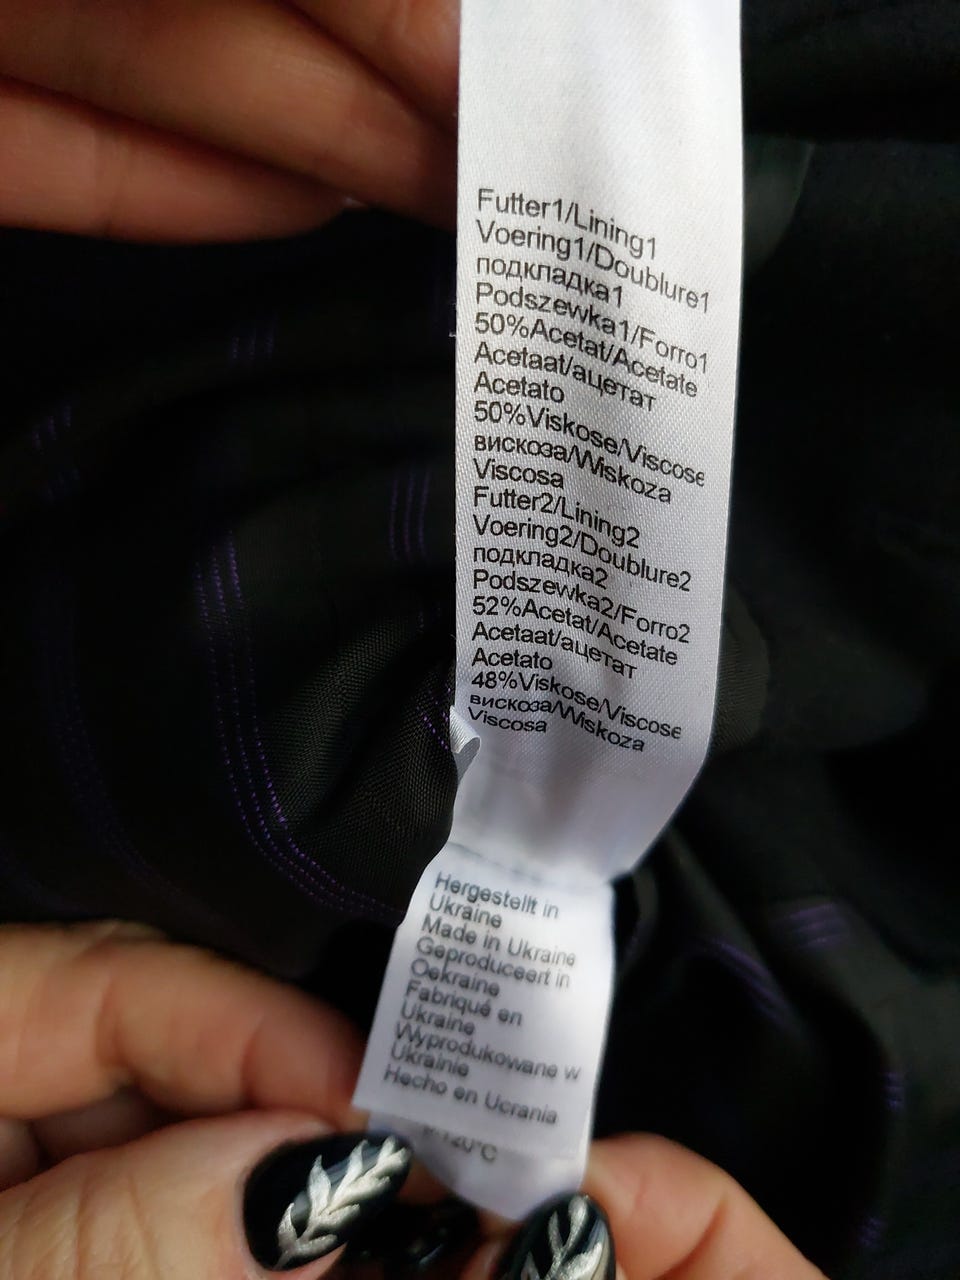 Futter1/Lining1
Voering1/Doublure1
подкладка1
Podszewka1/Forro1
50%Acetat/Acetate
Acetaat/ацетат
Acetato
50%Viskose/Viscose
вискоза/Wiskoza
Viscosa
Futter2/Lining2
Voering2/Doublure2
подкладка2
Podszewka2/Forro2
52%Acetat/Acetate
Acetaat/ацетат
Acetato
48%Viskose/Viscose
вискоза/Wiskoza
Viscosa
Hergestellt in
Ukraine
Made in Ukraine
Geproduceert in
Oekraine
Fabriqué en
Ukraine
Wyprodukowane w
Ukrainie
Hecho en Ucrania
120°C